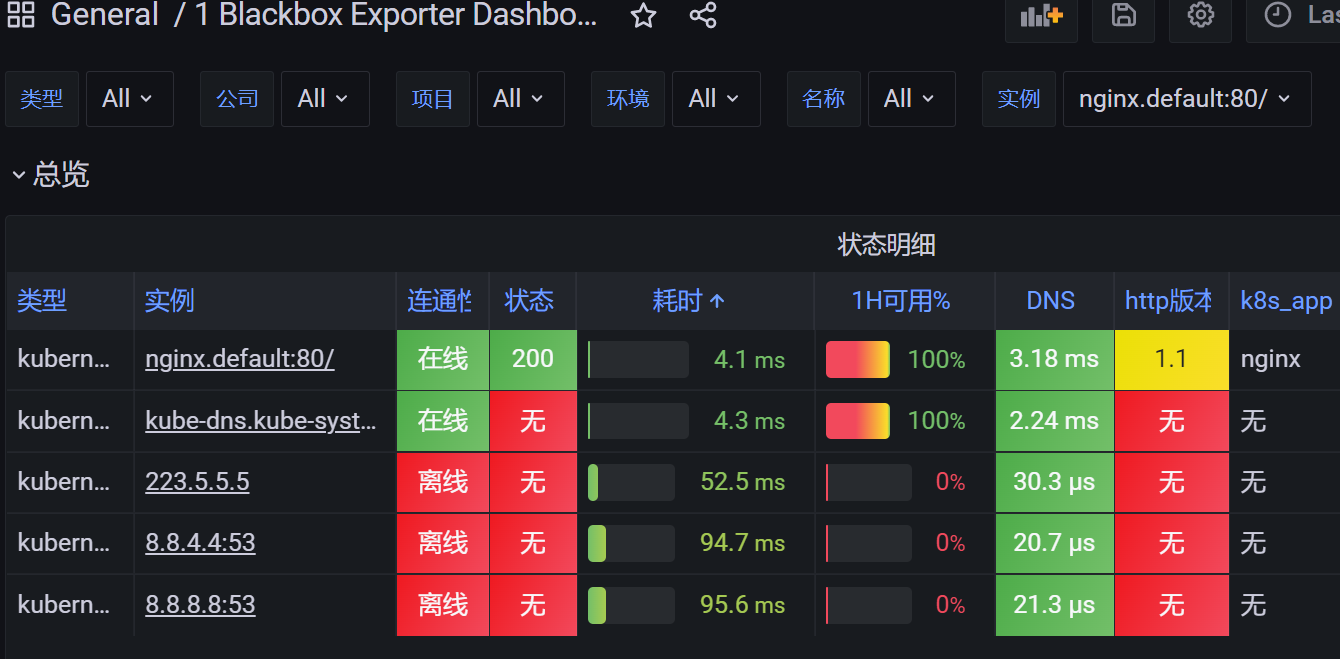 General / 1 Blackbox Exporter Dashbo... Las
类型 All 公司 All 项目 All 环境 All 名称 All 实例 nginx.default:80/
总览
状态明细
类型 实例 连通性 状态 耗时 1H可用% DNS http版本 k8s_app
kubern... nginx.default:80/ 在线 200 4.1 ms 100% 3.18 ms 1.1 nginx
kubern... kube-dns.kube-syst... 在线 无 4.3 ms 100% 2.24 ms 无 无
kubern... 223.5.5.5 离线 无 52.5 ms 0% 30.3 µs 无 无
kubern... 8.8.4.4:53 离线 无 94.7 ms 0% 20.7 µs 无 无
kubern... 8.8.8.8:53 离线 无 95.6 ms 0% 21.3 µs 无 无